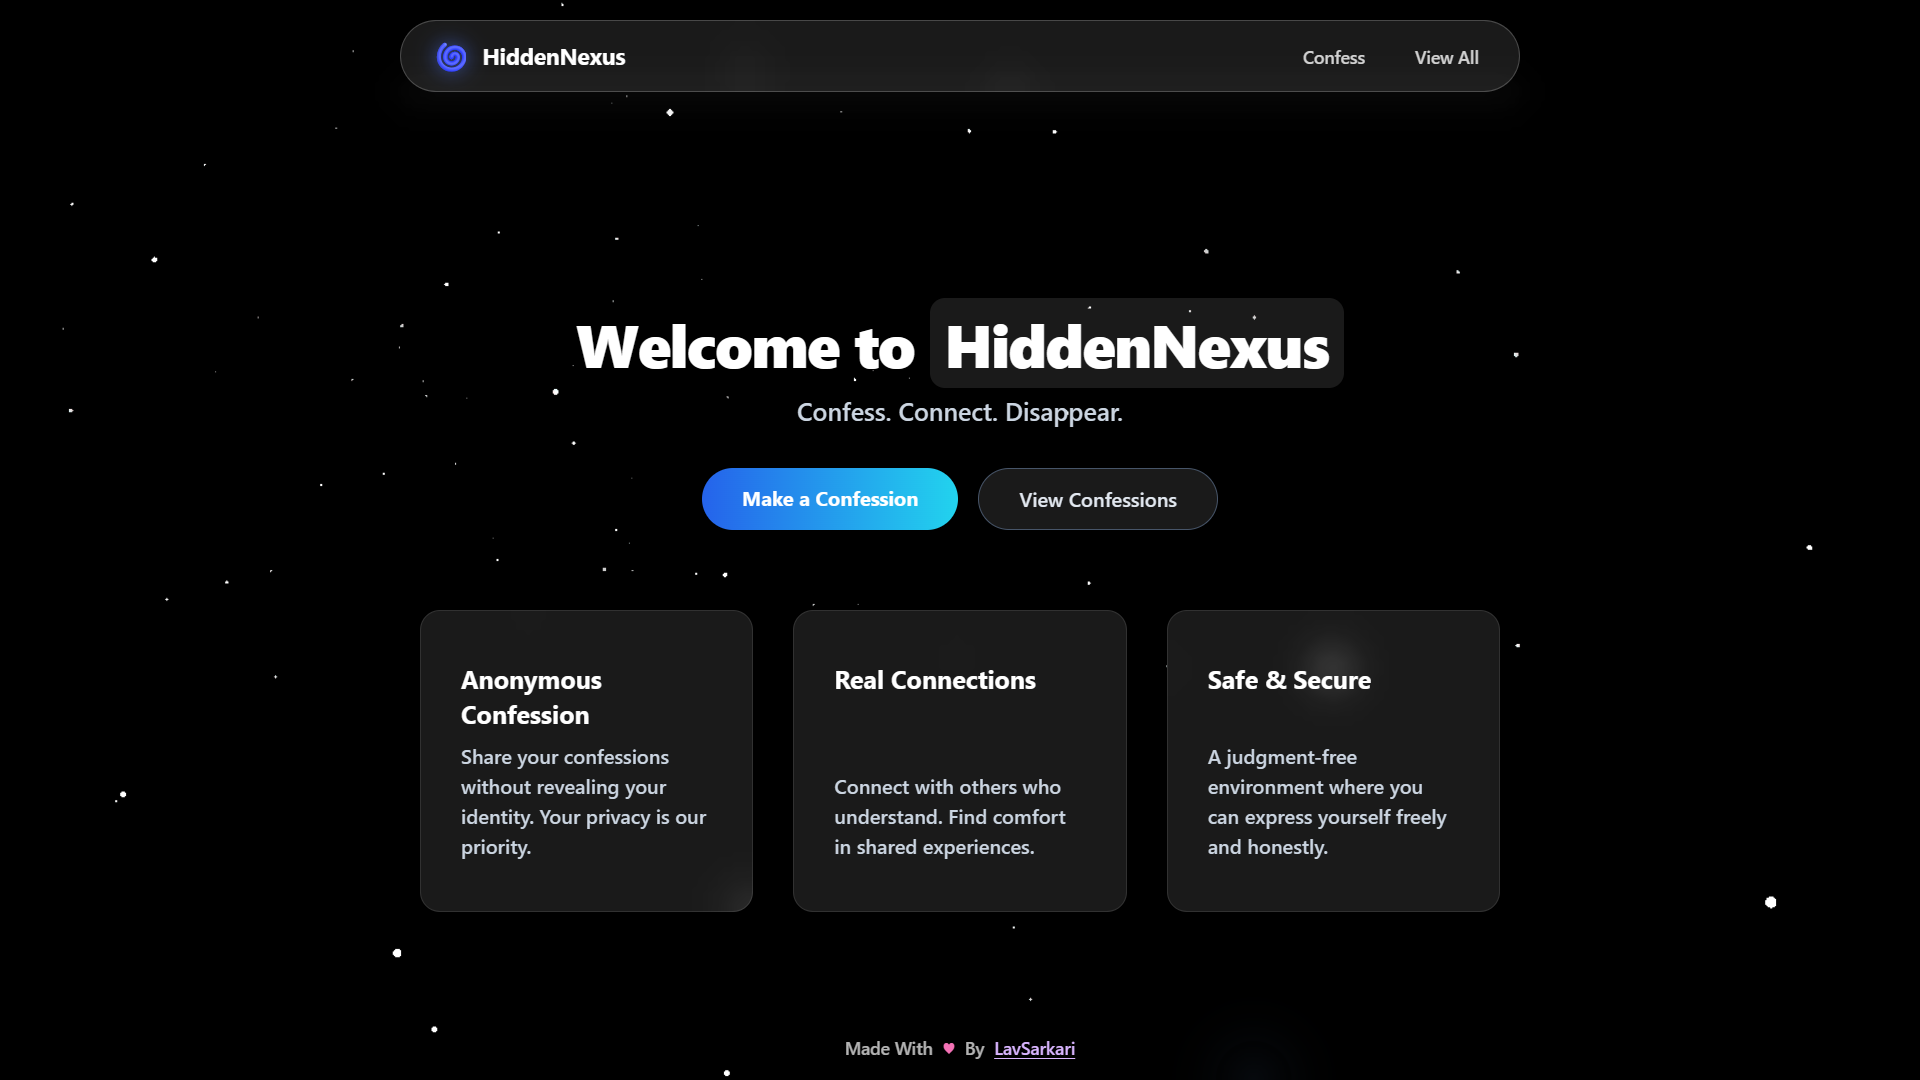 HiddenNexus
Confess
View All
Welcome to HiddenNexus
Confess. Connect. Disappear.
Make a Confession
View Confessions
Anonymous
Confession
Share your confessions
without revealing your
identity. Your privacy is our
priority.
Real Connections
Connect with others who
understand. Find comfort
in shared experiences.
Safe & Secure
A judgment-free
environment where you
can express yourself freely
and honestly.
Made With ♥ By LavSarkari